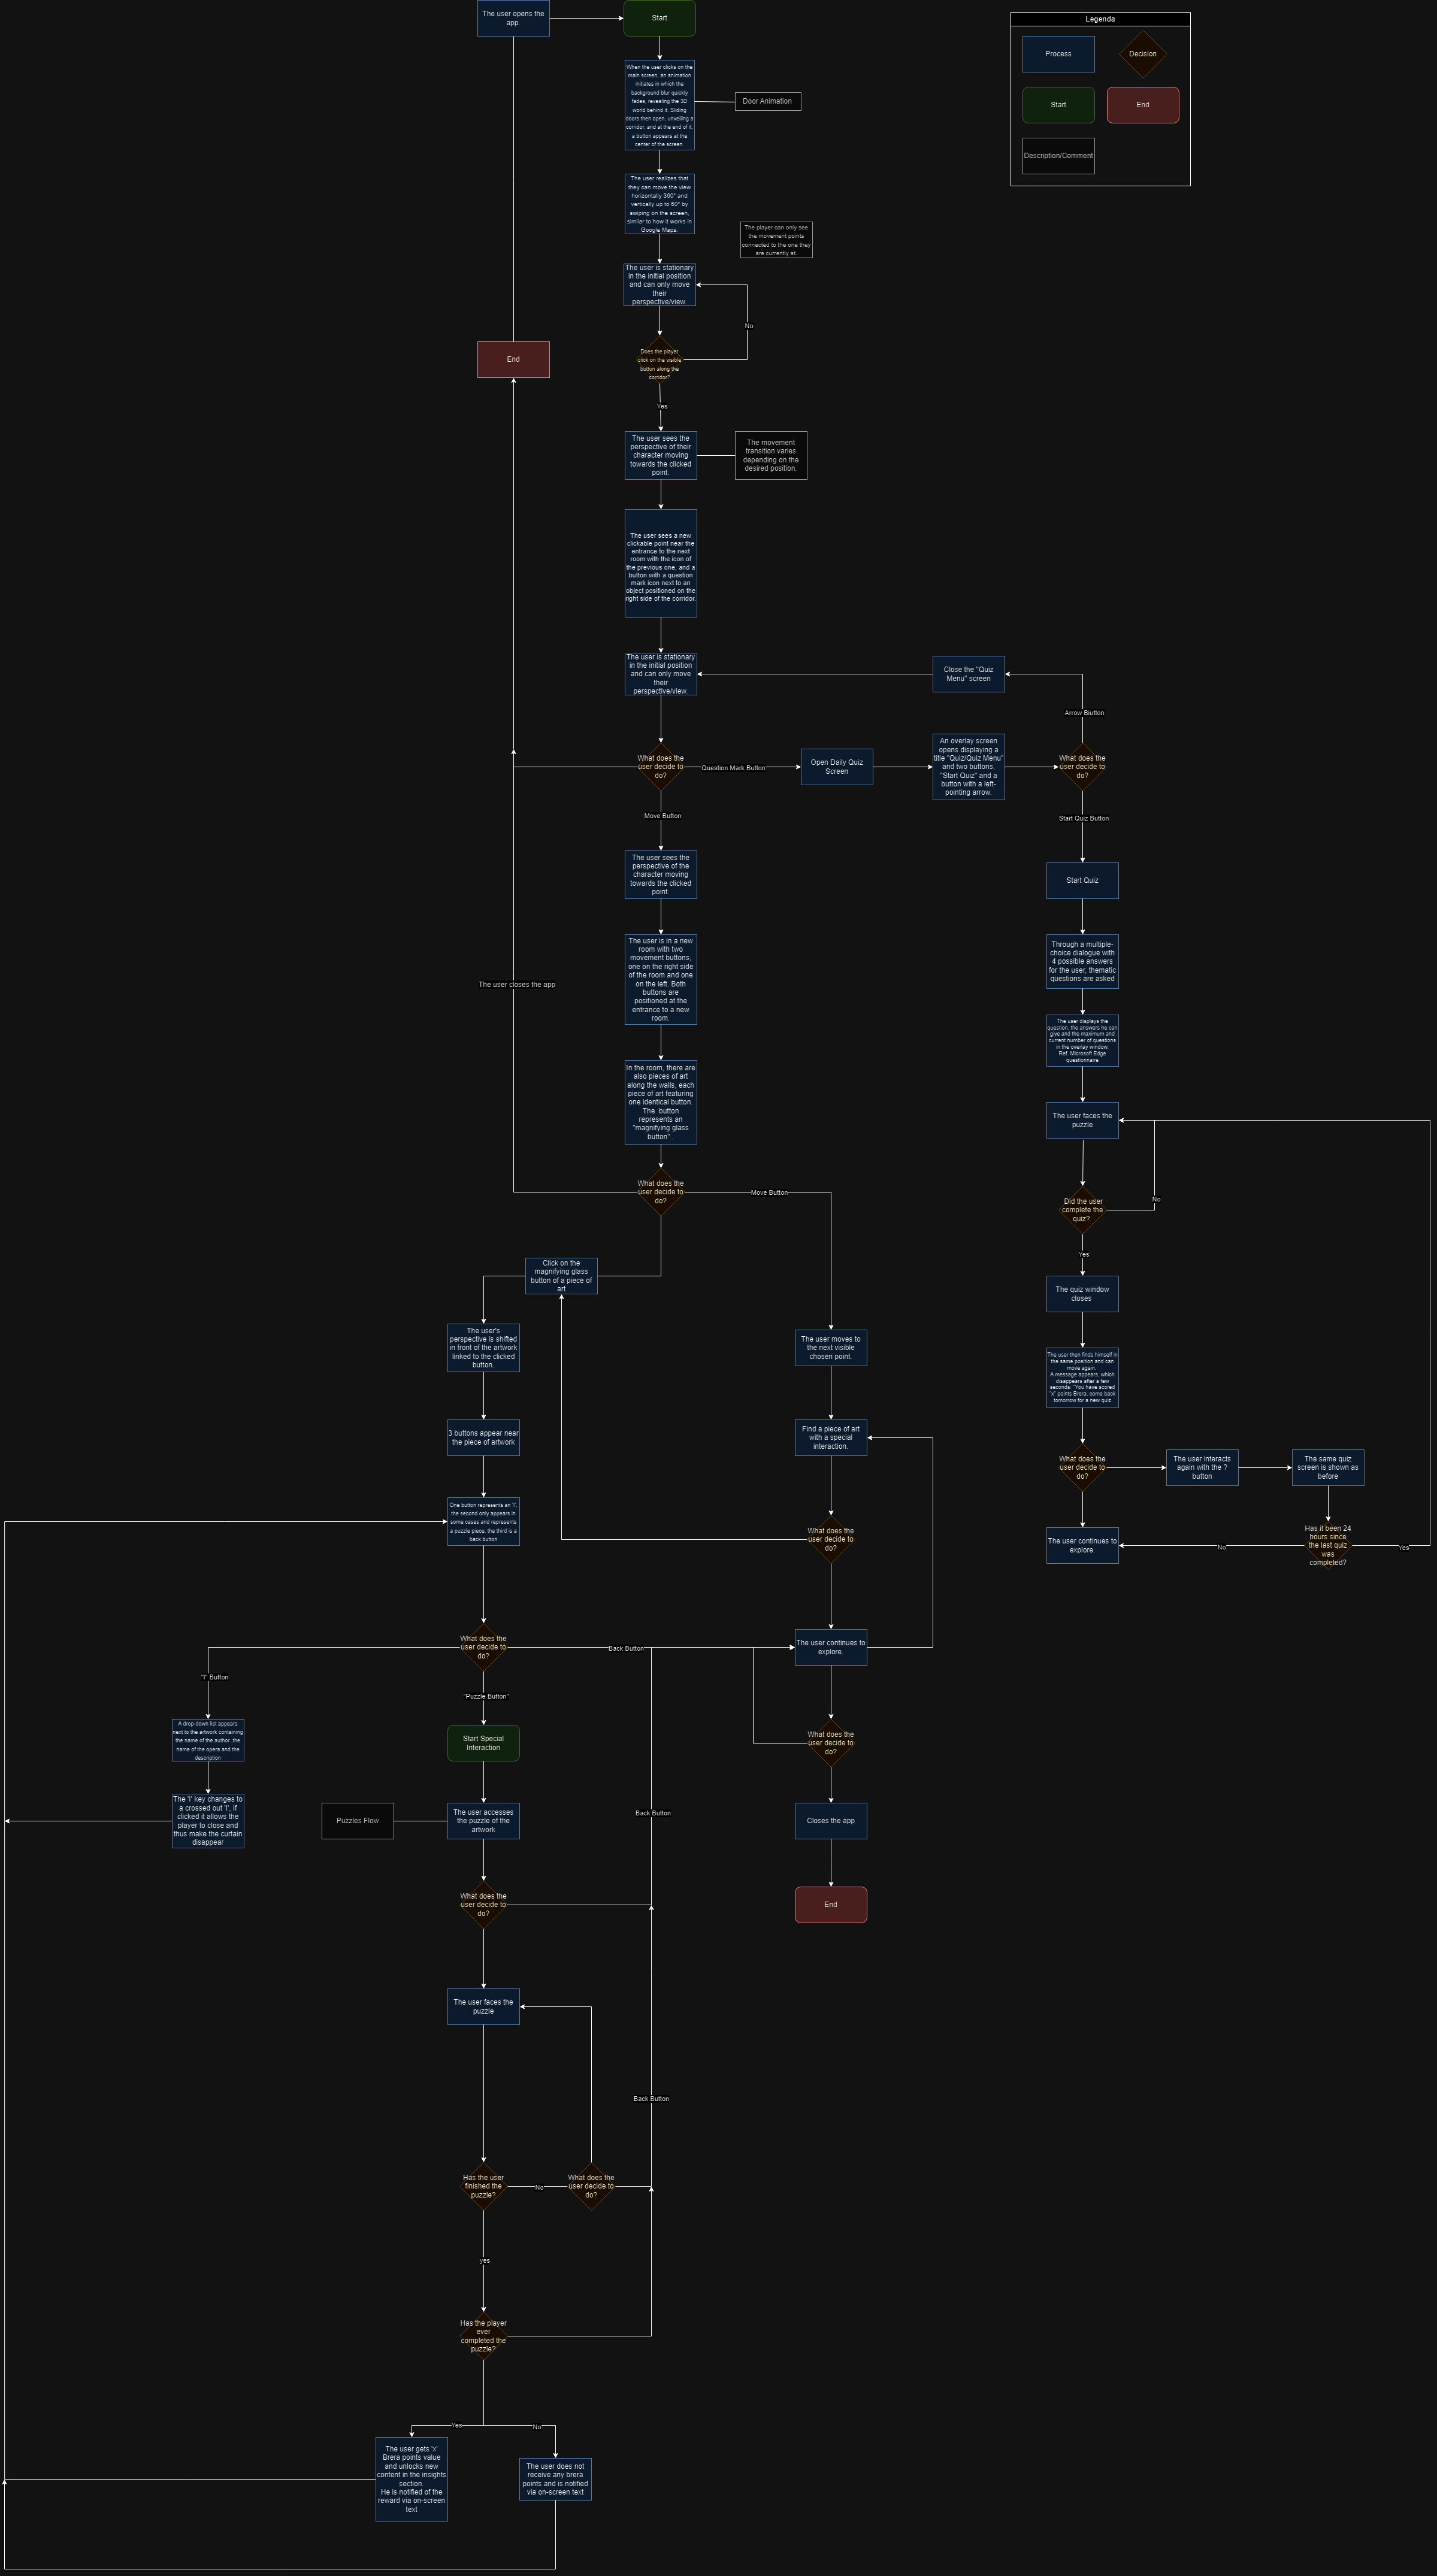 The user opens the
app.
Start
Legenda
Process
Decision
Start
End
Description/Comment
When the user clicks on the
main screen, an animation
initiates in which the
background blur quickly
fades, revealing the 3D
world behind it. Sliding
doors then open, unveiling a
corridor, and at the end of it,
a button appears at the
center of the screen.
Door Animation
The user realizes that
they can move the view
horizontally 360° and
vertically up to 60° by
swiping on the screen,
similar to how it works in
Google Maps.
The player can only see
the movement points
connected to the one they
are currently at.
The user is stationary
in the initial position
and can only move
their
perspective/view.
No
End
Does the player
click on the visible
button along the
corridor?
Yes
The user sees the
perspective of their
character moving
towards the clicked
point.
The movement
transition varies
depending on the
desired position.
The user sees a new
clickable point near the
entrance to the next
room with the icon of
the previous one, and a
button with a question
mark icon next to an
object positioned on the
right side of the corridor.
The user is stationary
in the initial position
and can only move
their
perspective/view.
Close the "Quiz
Menu" screen
Arrow Biutton
What does the
user decide to
do?
Question Mark Button
Open Daily Quiz
Screen
An overlay screen
opens displaying a
title "Quiz/Quiz Menu"
and two buttons,
"Start Quiz" and a
button with a left-
pointing arrow.
What does the
user decide to
do?
Move Button
Start Quiz Button
The user sees the
perspective of the
character moving
towards the clicked
point.
Start Quiz
The user is in a new
room with two
movement buttons,
one on the right side
of the room and one
on the left. Both
buttons are
positioned at the
entrance to a new
room.
The user closes the app
Through a multiple-
choice dialogue with
4 possible answers
for the user, thematic
questions are asked
The user displays the
question, the answers he can
give and the maximum and
current number of questions
in the overlay window.
Ref. Microsoft Edge
questionnaire
In the room, there are
also pieces of art
along the walls, each
piece of art featuring
one identical button.
The  button
represents an
"magnifying glass
button" .
The user faces the
puzzle
What does the
user decide to
do?
Move Button
No
Did the user
complete the
quiz?
Yes
Click on the
magnifying glass
button of a piece of
art
The quiz window
closes
The user's
perspective is shifted
in front of the artwork
linked to the clicked
button.
The user moves to
the next visible
chosen point.
The user then finds himself in
the same position and can
move again.
A message appears, which
disappears after a few
seconds: "You have scored
"x" points Brera, come back
tomorrow for a new quiz
3 buttons appear near
the piece of artwork
Find a piece of art
with a special
interaction.
What does the
user decide to
do?
The user interacts
again with the ?
button
The same quiz
screen is shown as
before
One button represents an 'I',
the second only appears in
some cases and represents
a puzzle piece, the third is a
back button
What does the
user decide to
do?
The user continues to
explore.
No
Has it been 24
hours since
the last quiz
was
completed?
Yes
What does the
user decide to
do?
Back Button
The user continues to
explore.
'I' Button
"Puzzle Button"
A drop-down list appears
next to the artwork containing
the name of the author ,the
name of the opera and the
description
Start Special
Interaction
What does the
user decide to
do?
The 'I' key changes to
a crossed out 'I', if
clicked it allows the
player to close and
thus make the curtain
disappear
Puzzles Flow
The user accesses
the puzzle of the
artwork
Back Button
Closes the app
What does the
user decide to
do?
End
The user faces the
puzzle
Back Button
Has the user
finished the
puzzle?
No
What does the
user decide to
do?
yes
Has the player
ever
completed the
puzzle?
Yes
No
The user gets 'x'
Brera points value
and unlocks new
content in the insights
section.
He is notified of the
reward via on-screen
text
The user does not
receive any brera
points and is notified
via on-screen text